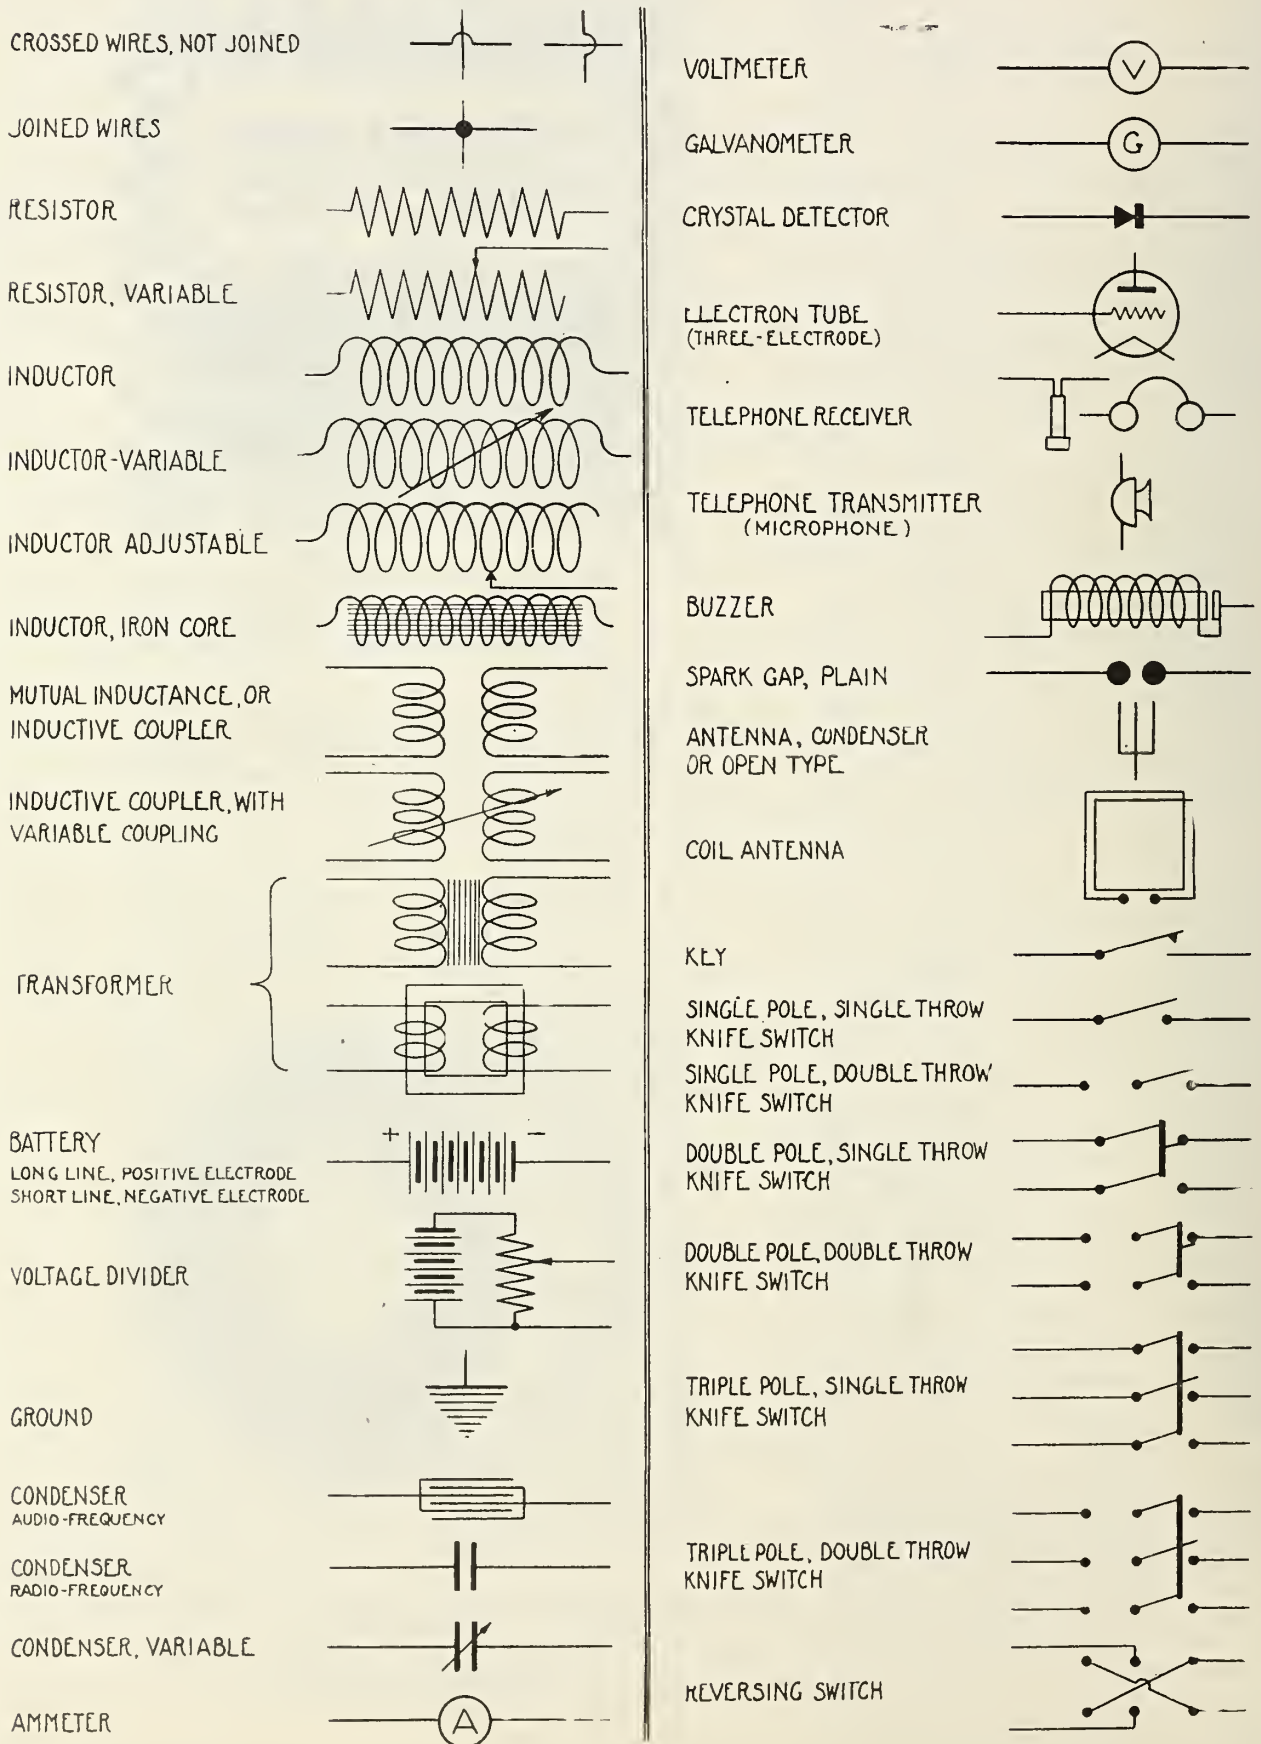 CROSSED WIRES, NOT JOINED
JOINED WIRES
RESISTOR
RESISTOR, VARIABLE
INDUCTOR
INDUCTOR-VARIABLE
INDUCTOR ADJUSTABLE
INDUCTOR, IRON CORE
MUTUAL INDUCTANCE, OR
INDUCTIVE COUPLER
INDUCTIVE COUPLER, WITH
VARIABLE COUPLING
TRANSFORMER
BATTERY
+ −
LONG LINE, POSITIVE ELECTRODE
SHORT LINE, NEGATIVE ELECTRODE
VOLTAGE DIVIDER
GROUND
CONDENSER
AUDIO-FREQUENCY
CONDENSER
RADIO-FREQUENCY
CONDENSER, VARIABLE
AMMETER
A
VOLTMETER
V
GALVANOMETER
G
CRYSTAL DETECTOR
ELECTRON TUBE
(THREE-ELECTRODE)
TELEPHONE RECEIVER
TELEPHONE TRANSMITTER
(MICROPHONE)
BUZZER
SPARK GAP, PLAIN
ANTENNA, CONDENSER
OR OPEN TYPE
COIL ANTENNA
KEY
SINGLE POLE, SINGLE THROW
KNIFE SWITCH
SINGLE POLE, DOUBLE THROW
KNIFE SWITCH
DOUBLE POLE, SINGLE THROW
KNIFE SWITCH
DOUBLE POLE, DOUBLE THROW
KNIFE SWITCH
TRIPLE POLE, SINGLE THROW
KNIFE SWITCH
TRIPLE POLE, DOUBLE THROW
KNIFE SWITCH
REVERSING SWITCH